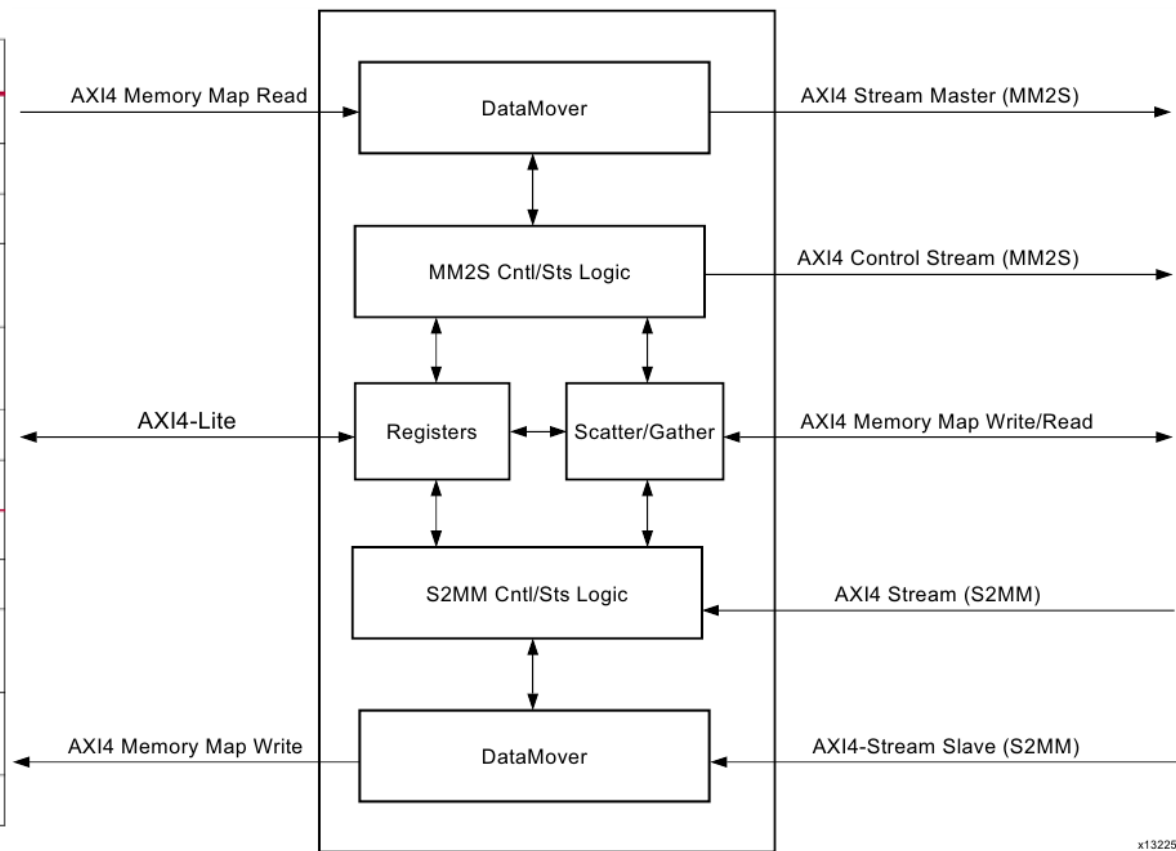 AXI4 Memory Map Read
DataMover
AXI4 Stream Master (MM2S)
MM2S Cntl/Sts Logic
AXI4 Control Stream (MM2S)
AXI4-Lite
Registers
Scatter/Gather
AXI4 Memory Map Write/Read
S2MM Cntl/Sts Logic
AXI4 Stream (S2MM)
AXI4 Memory Map Write
DataMover
AXI4-Stream Slave (S2MM)
x13225